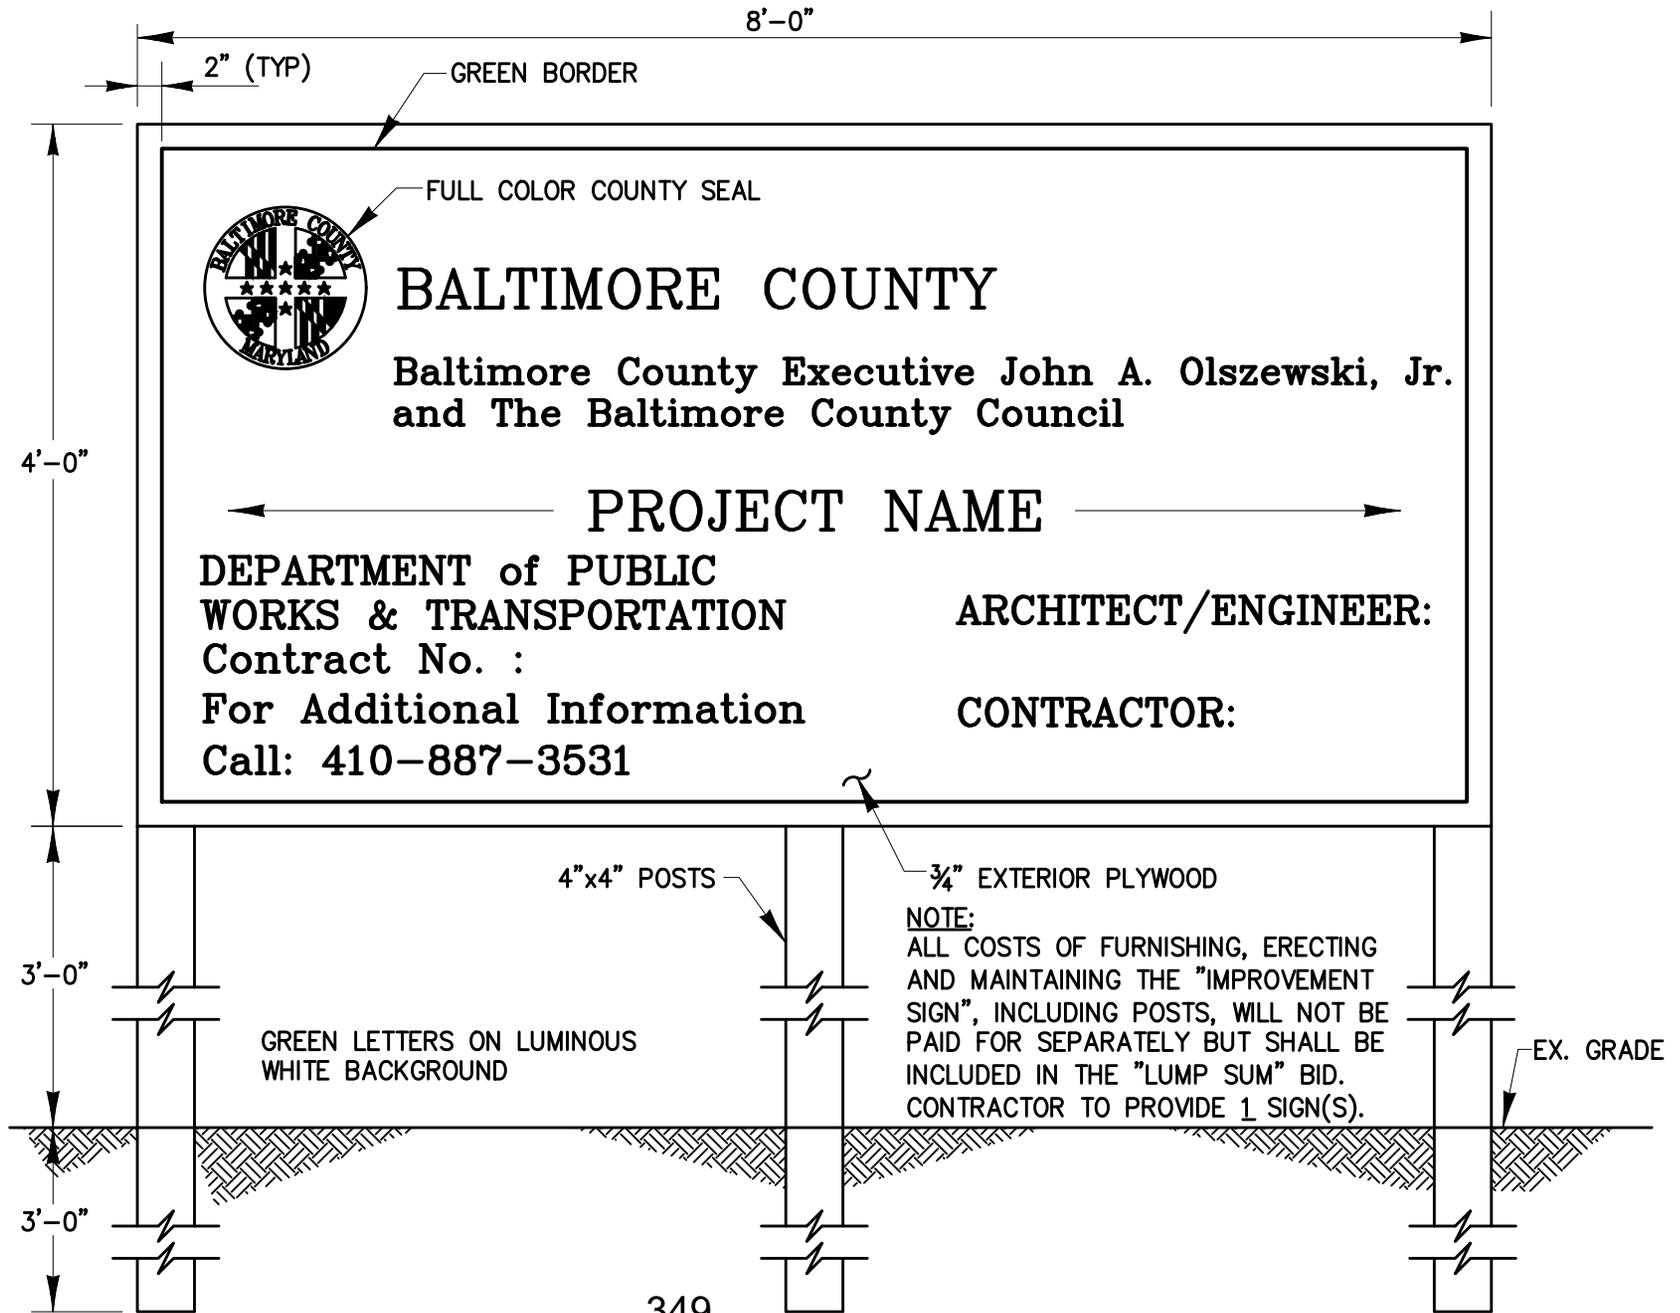 8'-0"
2" (TYP)
GREEN BORDER
FULL COLOR COUNTY SEAL
BALTIMORE COUNTY
MARYLAND
BALTIMORE COUNTY
Baltimore County Executive John A. Olszewski, Jr.
and The Baltimore County Council
4'-0"
PROJECT NAME
DEPARTMENT of PUBLIC
WORKS & TRANSPORTATION
Contract No. :
For Additional Information
Call: 410-887-3531
ARCHITECT/ENGINEER:
CONTRACTOR:
4"x4" POSTS
¾" EXTERIOR PLYWOOD
NOTE:
ALL COSTS OF FURNISHING, ERECTING
AND MAINTAINING THE "IMPROVEMENT
SIGN", INCLUDING POSTS, WILL NOT BE
PAID FOR SEPARATELY BUT SHALL BE
INCLUDED IN THE "LUMP SUM" BID.
CONTRACTOR TO PROVIDE 1 SIGN(S).
3'-0"
GREEN LETTERS ON LUMINOUS
WHITE BACKGROUND
EX. GRADE
3'-0"
349